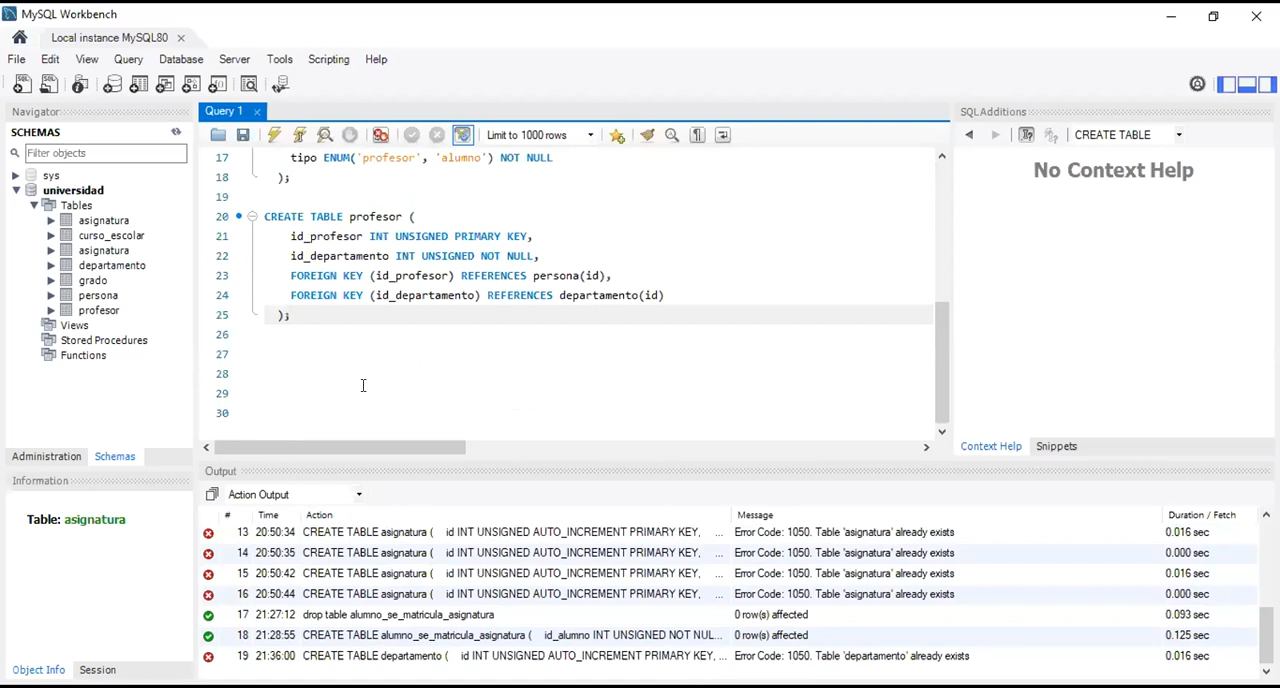 MySQL Workbench
Local instance MySQL80
File Edit View Query Database Server Tools Scripting Help
Navigator
SCHEMAS
Filter objects
sys
universidad
Tables
asignatura
curso_escolar
asignatura
departamento
grado
persona
profesor
Views
Stored Procedures
Functions
Administration Schemas
Information
Table: asignatura
Object Info Session
Query 1
Limit to 1000 rows
17 tipo ENUM('profesor', 'alumno') NOT NULL
18 );
19
20 CREATE TABLE profesor (
21 id_profesor INT UNSIGNED PRIMARY KEY,
22 id_departamento INT UNSIGNED NOT NULL,
23 FOREIGN KEY (id_profesor) REFERENCES persona(id),
24 FOREIGN KEY (id_departamento) REFERENCES departamento(id)
25 );
26
27
28
29
30
SQLAdditions
CREATE TABLE
No Context Help
Context Help Snippets
Output
Action Output
# Time Action Message Duration / Fetch
13 20:50:34 CREATE TABLE asignatura ( id INT UNSIGNED AUTO_INCREMENT PRIMARY KEY, ... Error Code: 1050. Table 'asignatura' already exists 0.016 sec
14 20:50:35 CREATE TABLE asignatura ( id INT UNSIGNED AUTO_INCREMENT PRIMARY KEY, ... Error Code: 1050. Table 'asignatura' already exists 0.000 sec
15 20:50:42 CREATE TABLE asignatura ( id INT UNSIGNED AUTO_INCREMENT PRIMARY KEY, ... Error Code: 1050. Table 'asignatura' already exists 0.016 sec
16 20:50:44 CREATE TABLE asignatura ( id INT UNSIGNED AUTO_INCREMENT PRIMARY KEY, ... Error Code: 1050. Table 'asignatura' already exists 0.000 sec
17 21:27:12 drop table alumno_se_matricula_asignatura 0 row(s) affected 0.093 sec
18 21:28:55 CREATE TABLE alumno_se_matricula_asignatura ( id_alumno INT UNSIGNED NOT NUL... 0 row(s) affected 0.125 sec
19 21:36:00 CREATE TABLE departamento ( id INT UNSIGNED AUTO_INCREMENT PRIMARY KEY, ... Error Code: 1050. Table 'departamento' already exists 0.016 sec